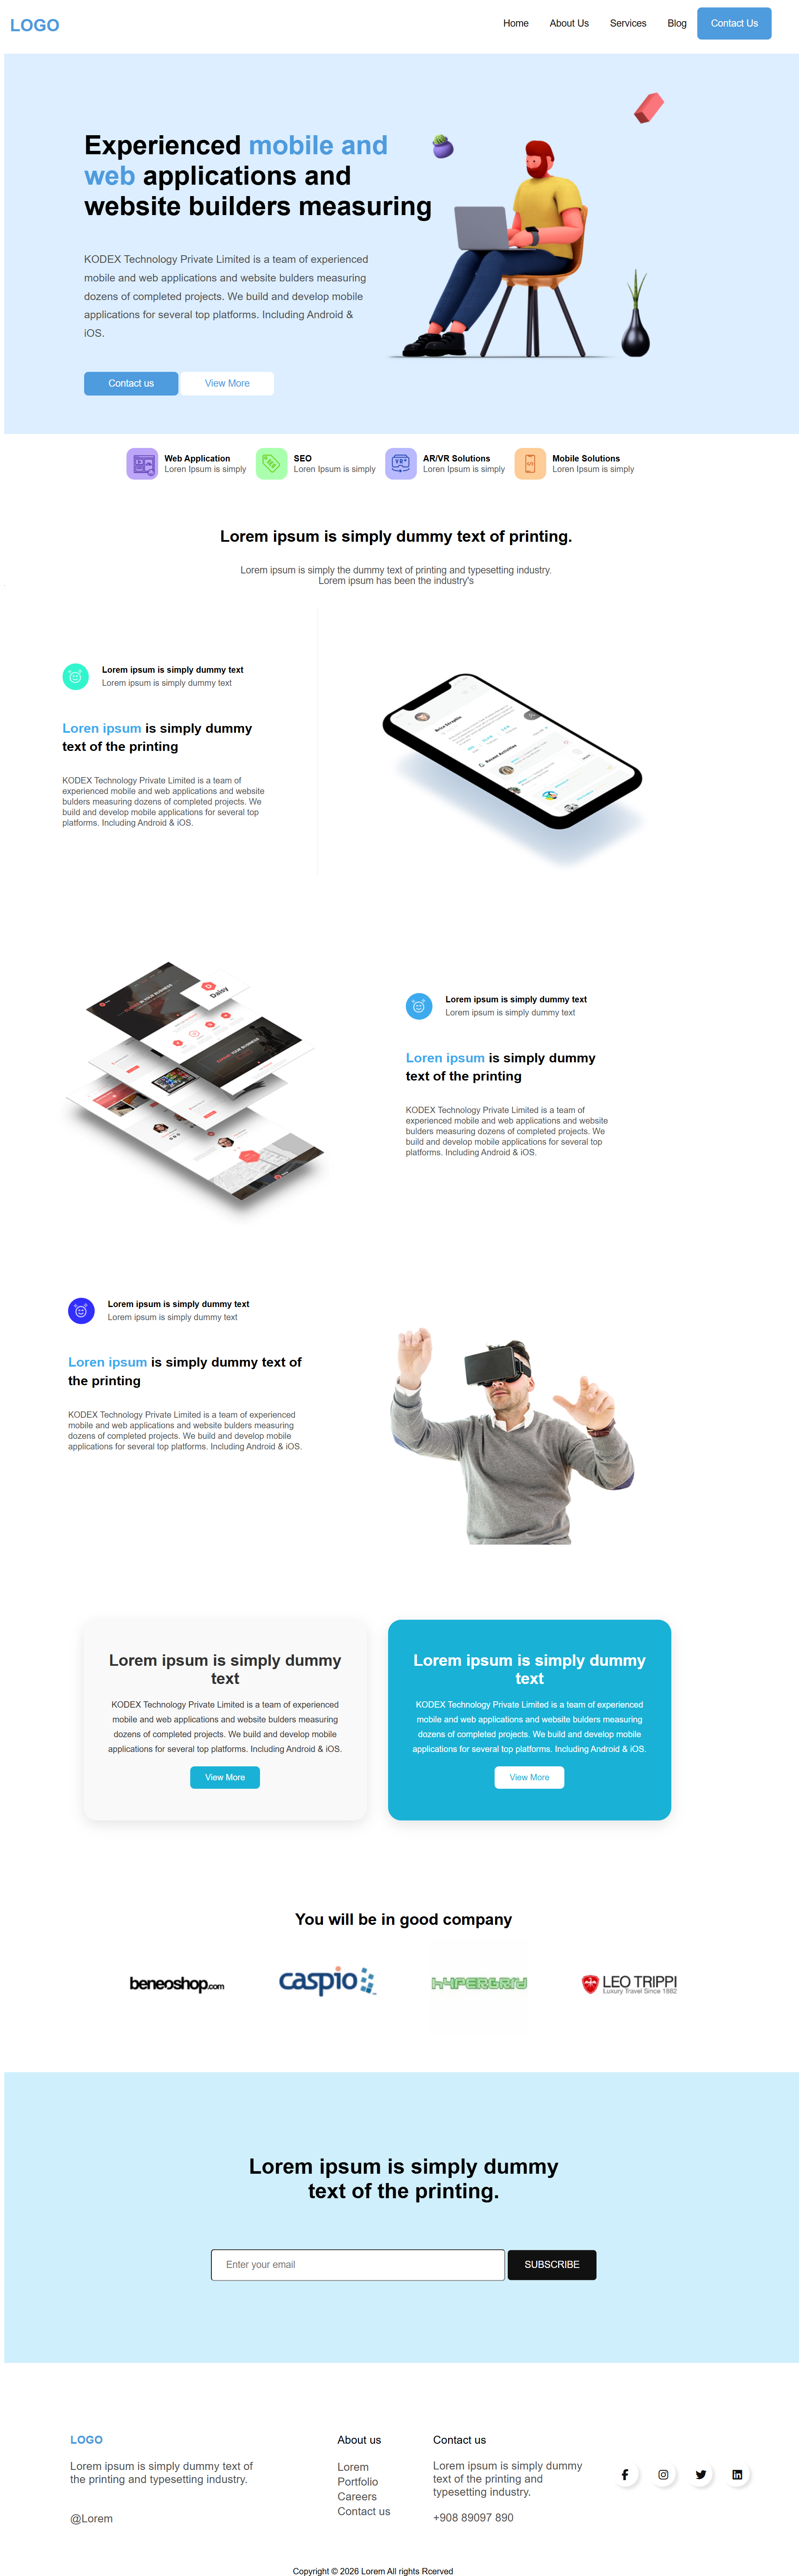 LOGO
Home About Us Services Blog Contact Us
Experienced mobile and
web applications and
website builders measuring
KODEX Technology Private Limited is a team of experienced
mobile and web applications and website bulders measuring
dozens of completed projects. We build and develop mobile
applications for several top platforms. Including Android &
iOS.
Contact us View More
Web Application
Loren Ipsum is simply
SEO
Loren Ipsum is simply
AR/VR Solutions
Loren Ipsum is simply
Mobile Solutions
Loren Ipsum is simply
Lorem ipsum is simply dummy text of printing.
Lorem ipsum is simply the dummy text of printing and typesetting industry.
Lorem ipsum has been the industry's
Lorem ipsum is simply dummy text
Lorem ipsum is simply dummy text
Loren ipsum is simply dummy
text of the printing
KODEX Technology Private Limited is a team of
experienced mobile and web applications and website
bulders measuring dozens of completed projects. We
build and develop mobile applications for several top
platforms. Including Android & iOS.
Recent Activities
Daisy
Lorem ipsum is simply dummy text
Lorem ipsum is simply dummy text
Loren ipsum is simply dummy
text of the printing
KODEX Technology Private Limited is a team of
experienced mobile and web applications and website
bulders measuring dozens of completed projects. We
build and develop mobile applications for several top
platforms. Including Android & iOS.
Lorem ipsum is simply dummy text
Lorem ipsum is simply dummy text
Loren ipsum is simply dummy text of
the printing
KODEX Technology Private Limited is a team of experienced
mobile and web applications and website bulders measuring
dozens of completed projects. We build and develop mobile
applications for several top platforms. Including Android & iOS.
Lorem ipsum is simply dummy
text
KODEX Technology Private Limited is a team of experienced
mobile and web applications and website bulders measuring
dozens of completed projects. We build and develop mobile
applications for several top platforms. Including Android & iOS.
View More
Lorem ipsum is simply dummy
text
KODEX Technology Private Limited is a team of experienced
mobile and web applications and website bulders measuring
dozens of completed projects. We build and develop mobile
applications for several top platforms. Including Android & iOS.
View More
You will be in good company
beneoshop.com
caspio
HYPERGRID
LEO TRIPPI
Luxury Travel Since 1882
Lorem ipsum is simply dummy
text of the printing.
Enter your email SUBSCRIBE
LOGO
Lorem ipsum is simply dummy text of
the printing and typesetting industry.
@Lorem
About us
Lorem
Portfolio
Careers
Contact us
Contact us
Lorem ipsum is simply dummy
text of the printing and
typesetting industry.
+908 89097 890
Copyright © 2026 Lorem All rights Rcerved